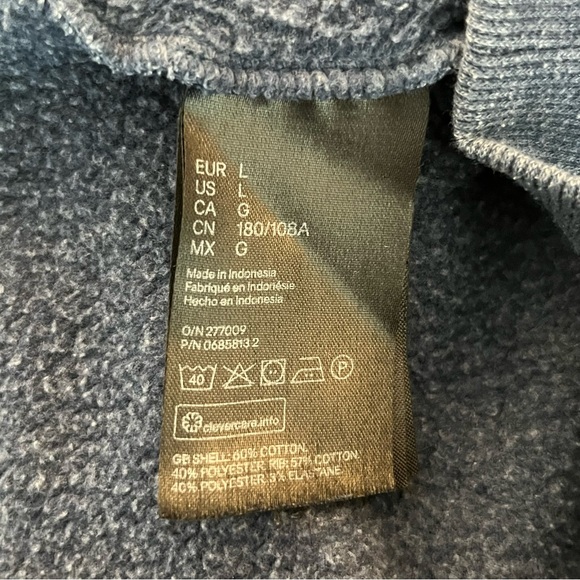 EUR L
US L
CA G
CN 180/108A
MX G
Made in Indonesia
Fabriqué en Indonésie
Hecho en Indonesia
O/N 277009
P/N 0685813 2
40 P
clevercare.info
GB SHELL: 60% COTTON,
40% POLYESTER RIB: 57% COTTON,
40% POLYESTER 3% ELASTANE